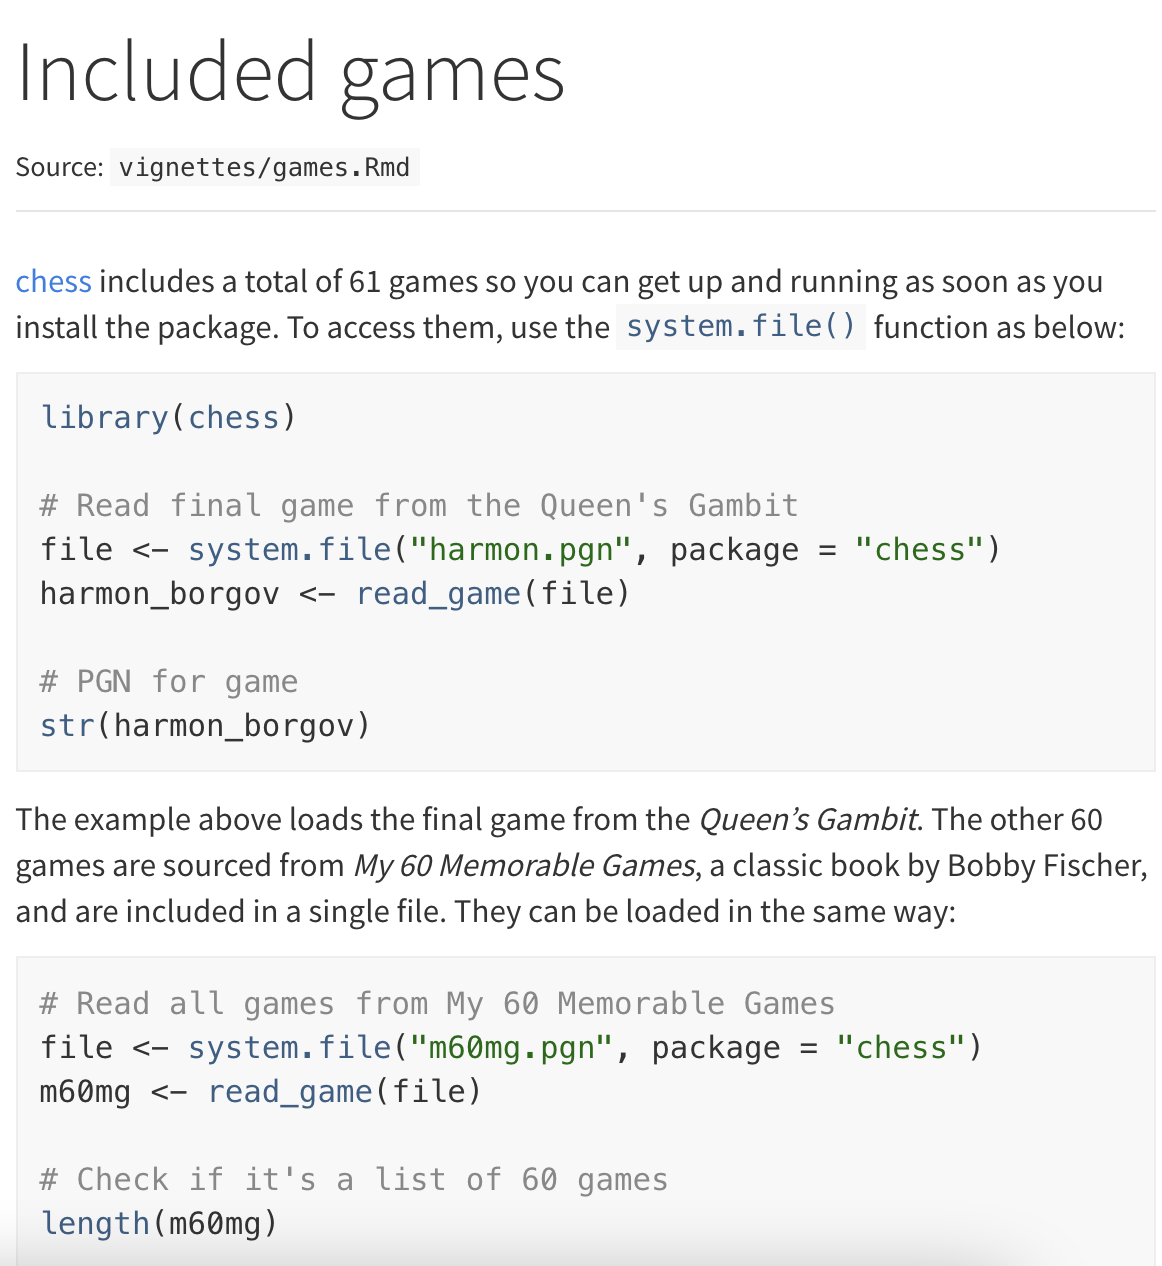 Included games
Source: vignettes/games.Rmd
chess includes a total of 61 games so you can get up and running as soon as you
install the package. To access them, use the system.file() function as below:
library(chess)
# Read final game from the Queen's Gambit
file <- system.file("harmon.pgn", package = "chess")
harmon_borgov <- read_game(file)
# PGN for game
str(harmon_borgov)
The example above loads the final game from the Queen’s Gambit. The other 60
games are sourced from My 60 Memorable Games, a classic book by Bobby Fischer,
and are included in a single file. They can be loaded in the same way:
# Read all games from My 60 Memorable Games
file <- system.file("m60mg.pgn", package = "chess")
m60mg <- read_game(file)
# Check if it's a list of 60 games
length(m60mg)